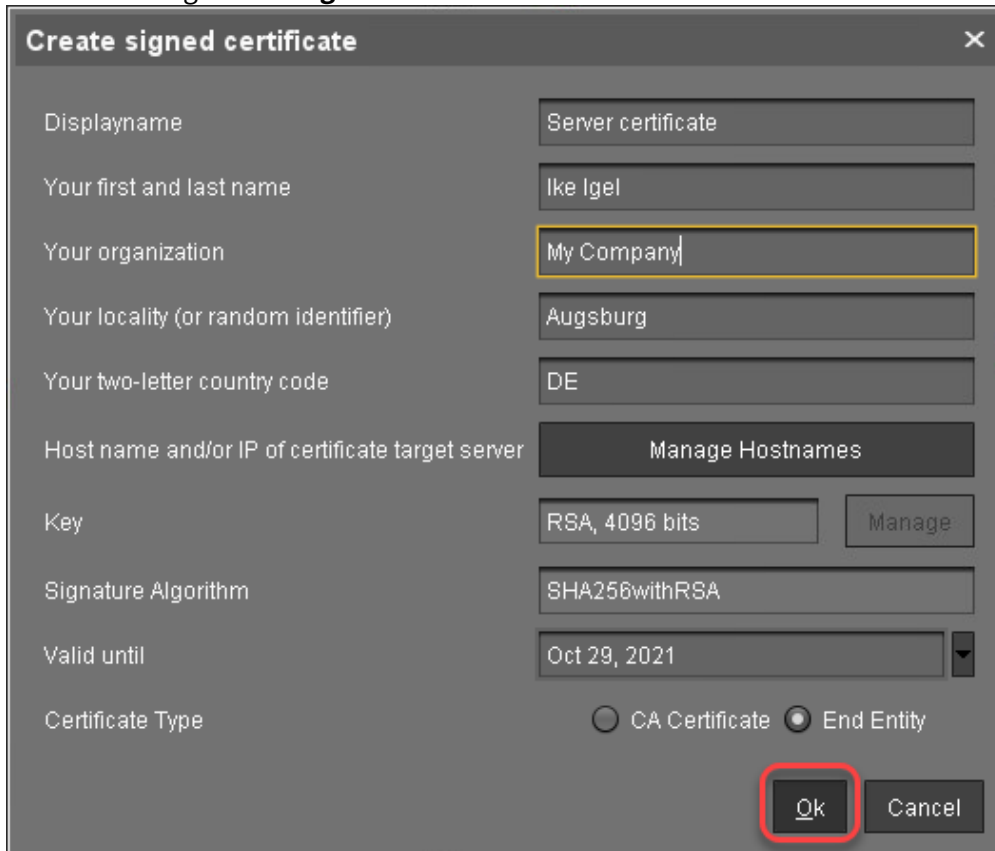 Create signed certificate ×
Displayname Server certificate
Your first and last name Ike Igel
Your organization My Company
Your locality (or random identifier) Augsburg
Your two-letter country code DE
Host name and/or IP of certificate target server Manage Hostnames
Key RSA, 4096 bits Manage
Signature Algorithm SHA256withRSA
Valid until Oct 29, 2021
Certificate Type CA Certificate End Entity
Ok Cancel